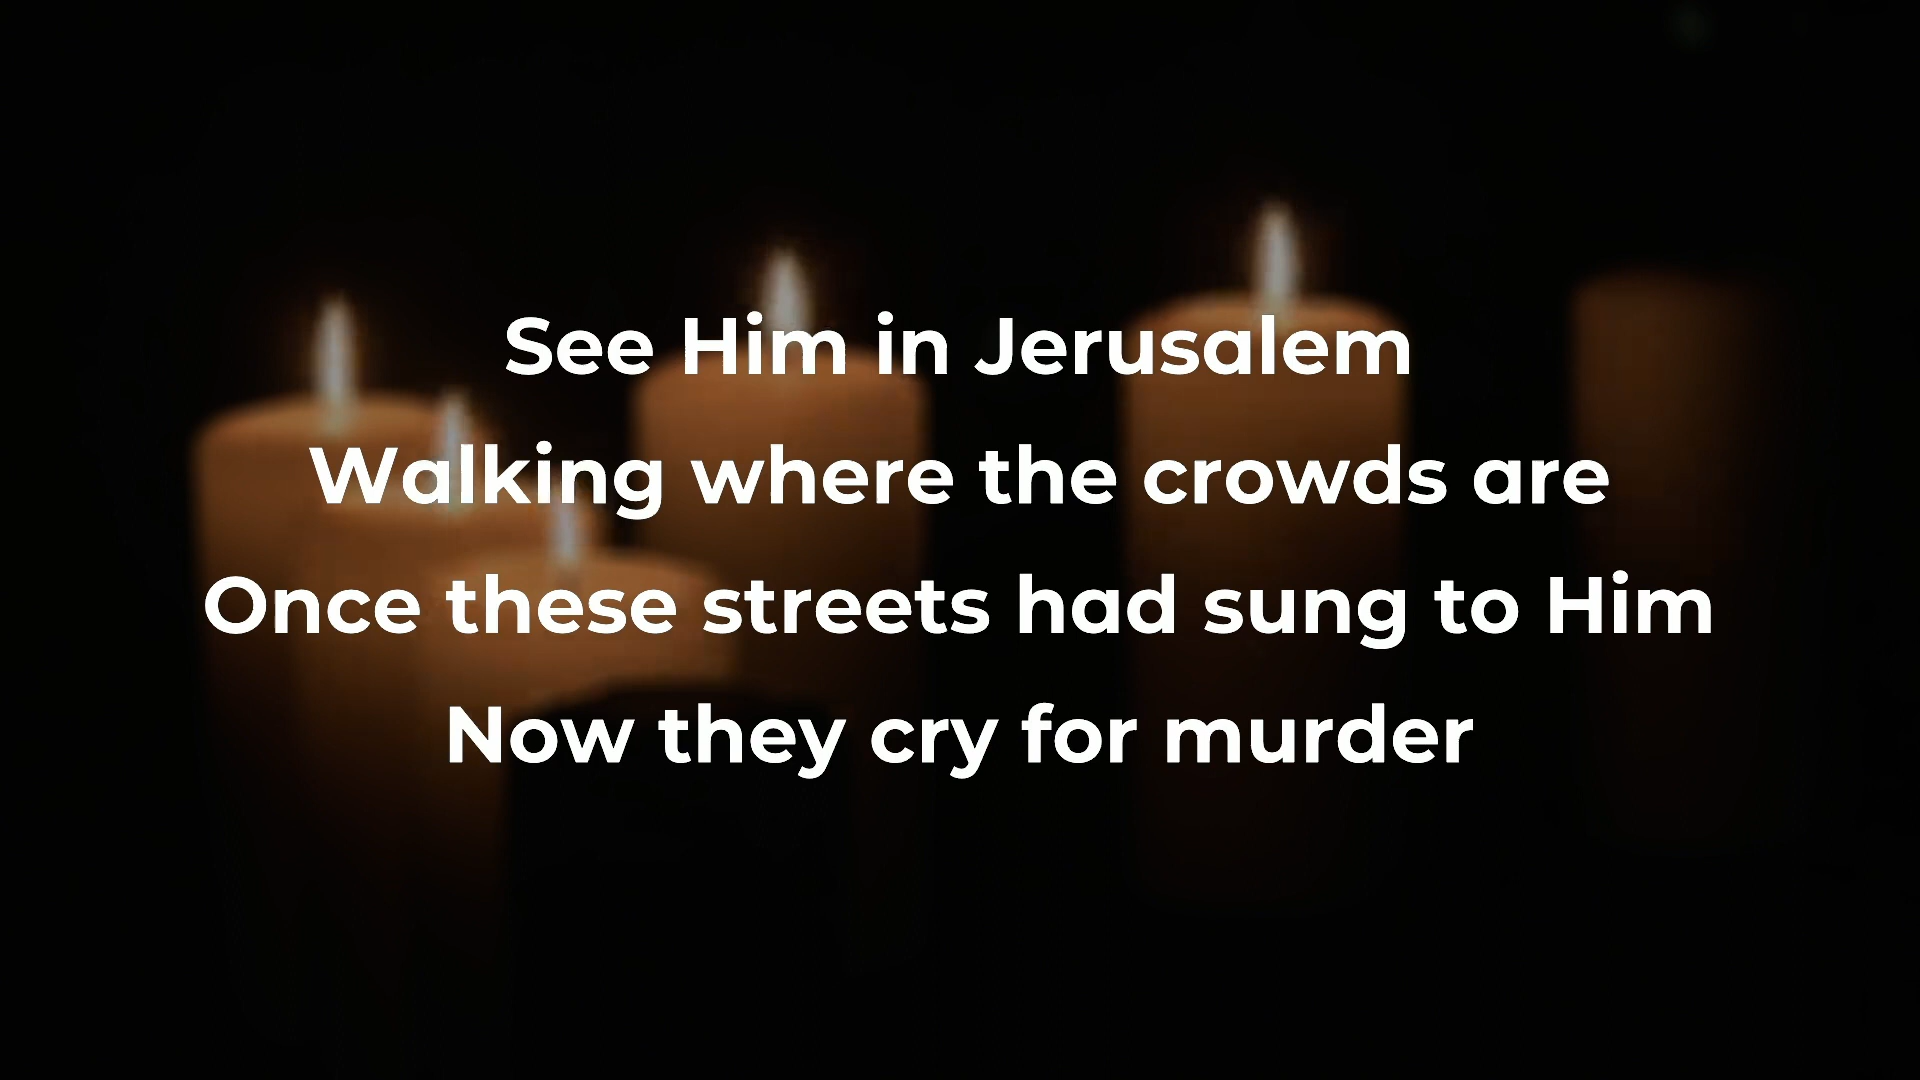 See Him in Jerusalem
Walking where the crowds are
Once these streets had sung to Him
Now they cry for murder